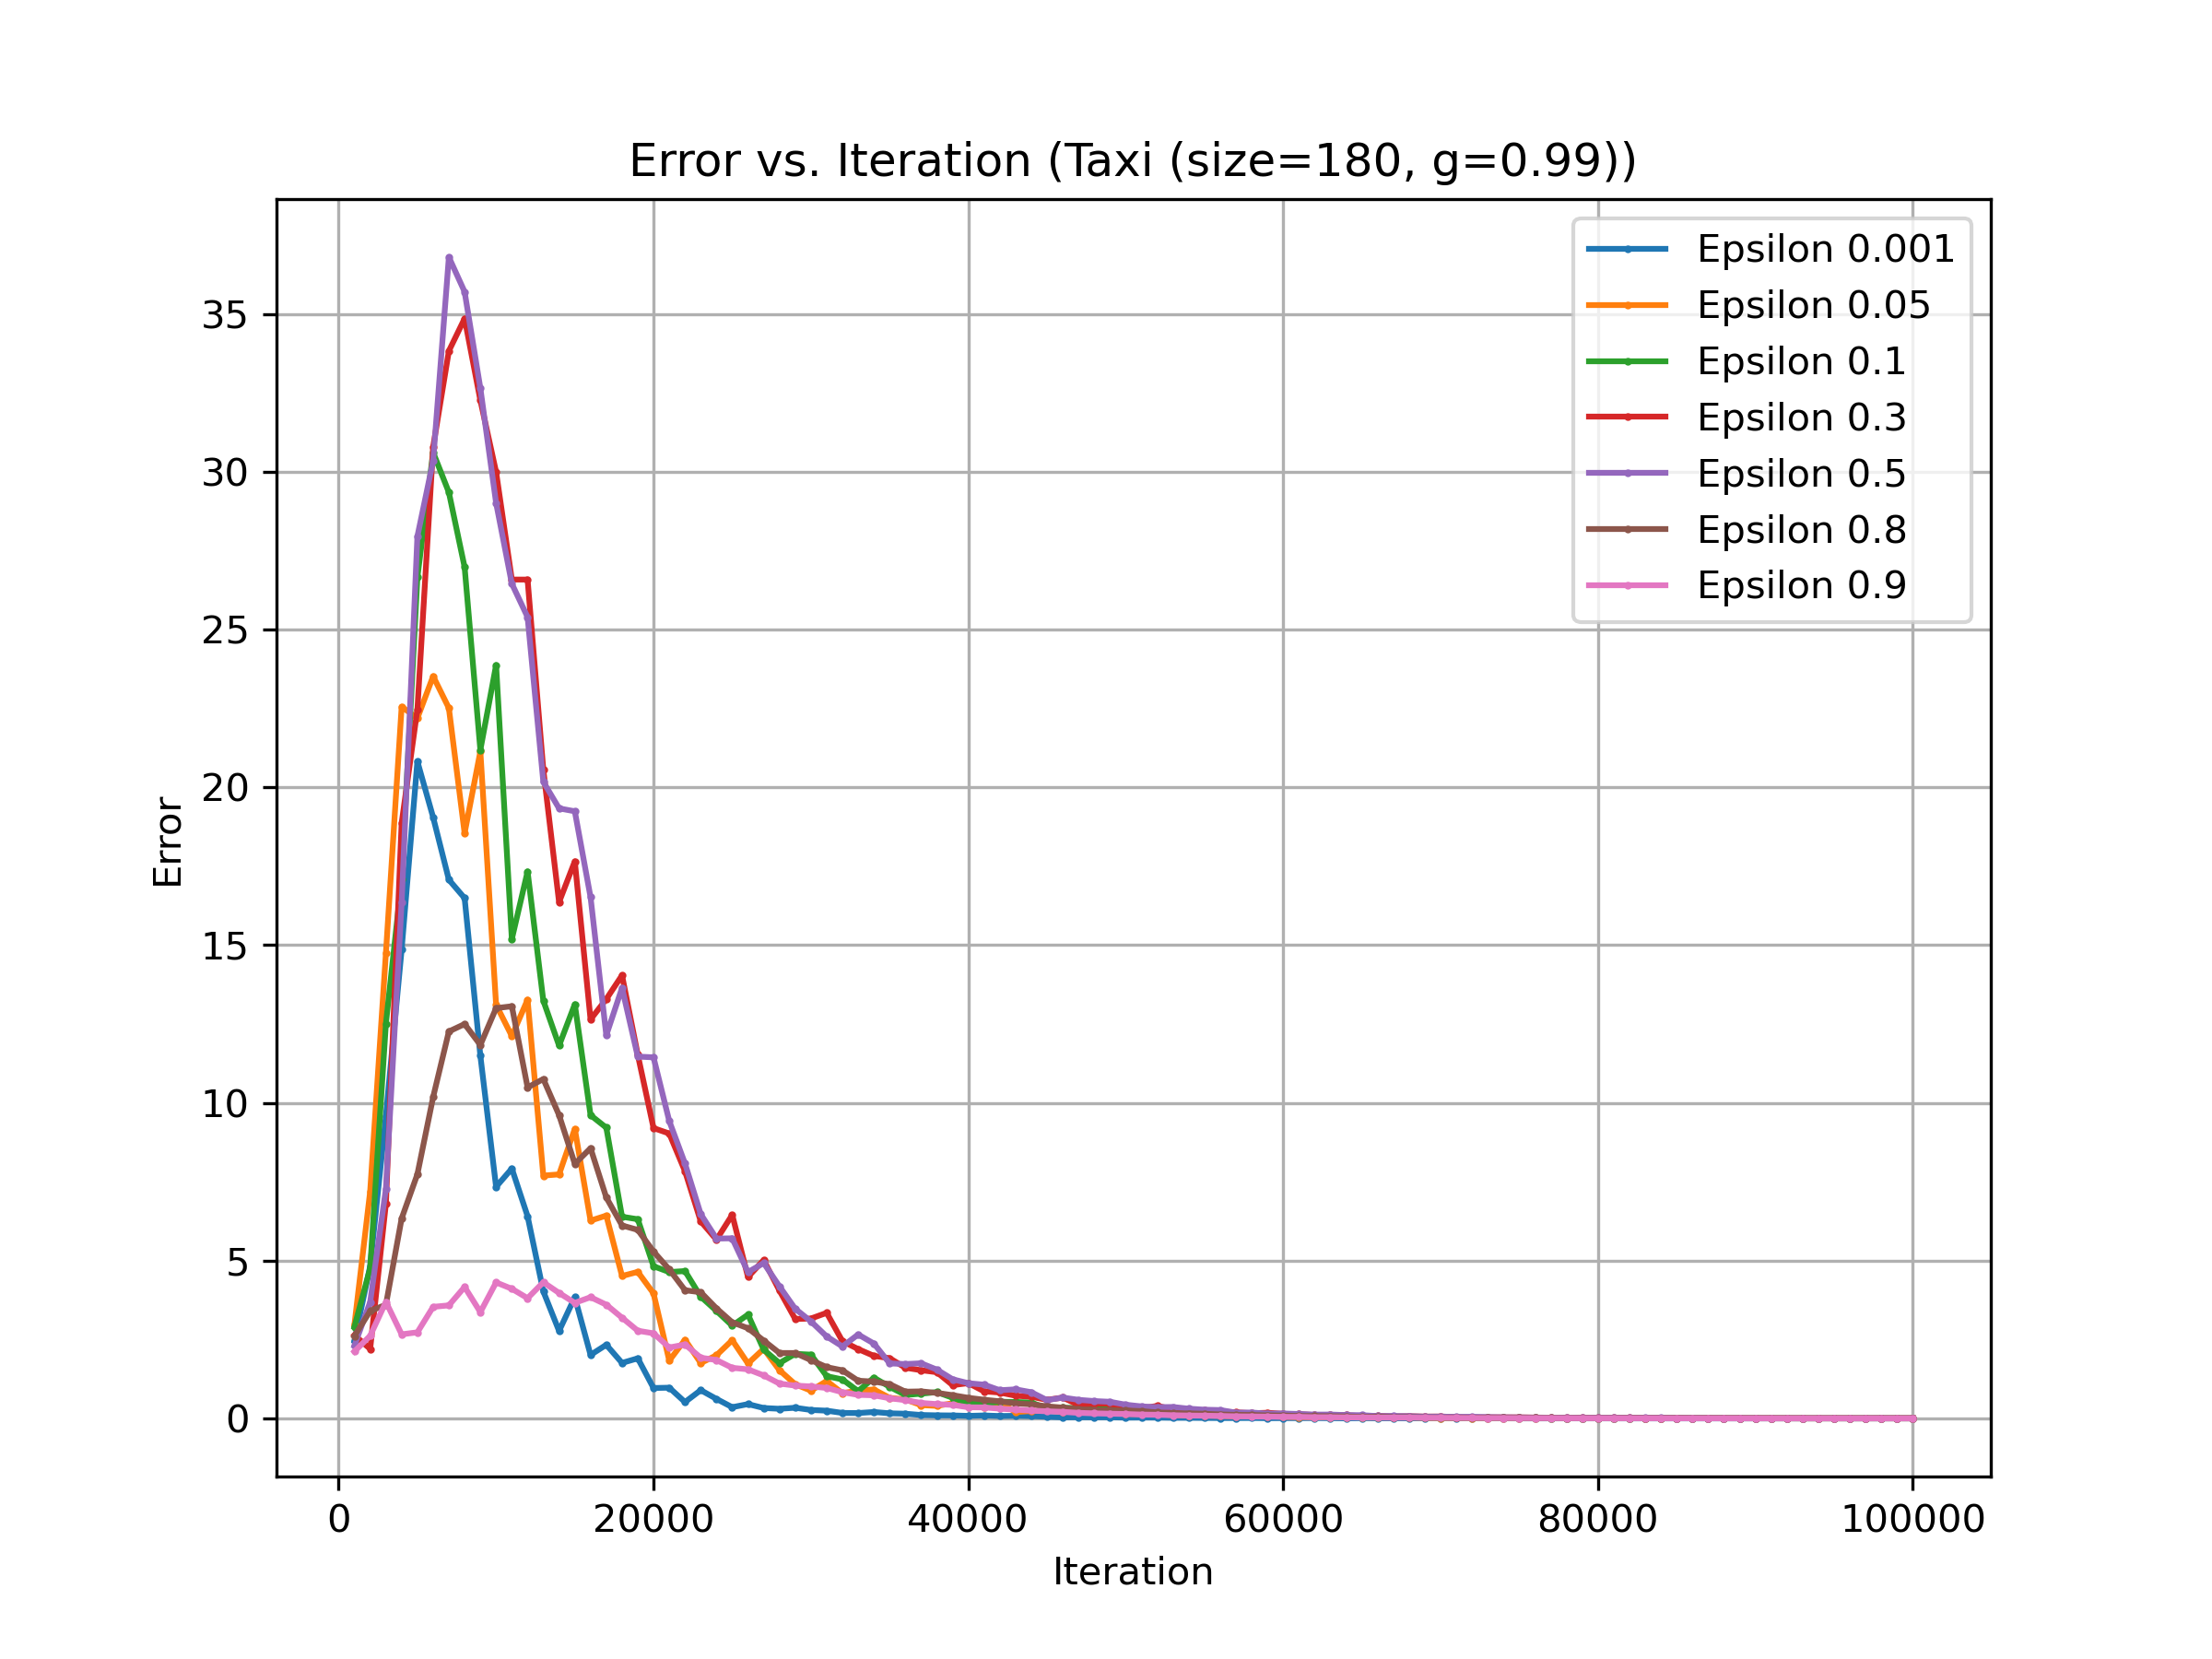 Error vs. Iteration (Taxi (size=180, g=0.99))
Epsilon 0.001
Epsilon 0.05
Epsilon 0.1
Epsilon 0.3
Epsilon 0.5
Epsilon 0.8
Epsilon 0.9
35
30
25
20
15
10
5
0
Error
0 20000 40000 60000 80000 100000
Iteration